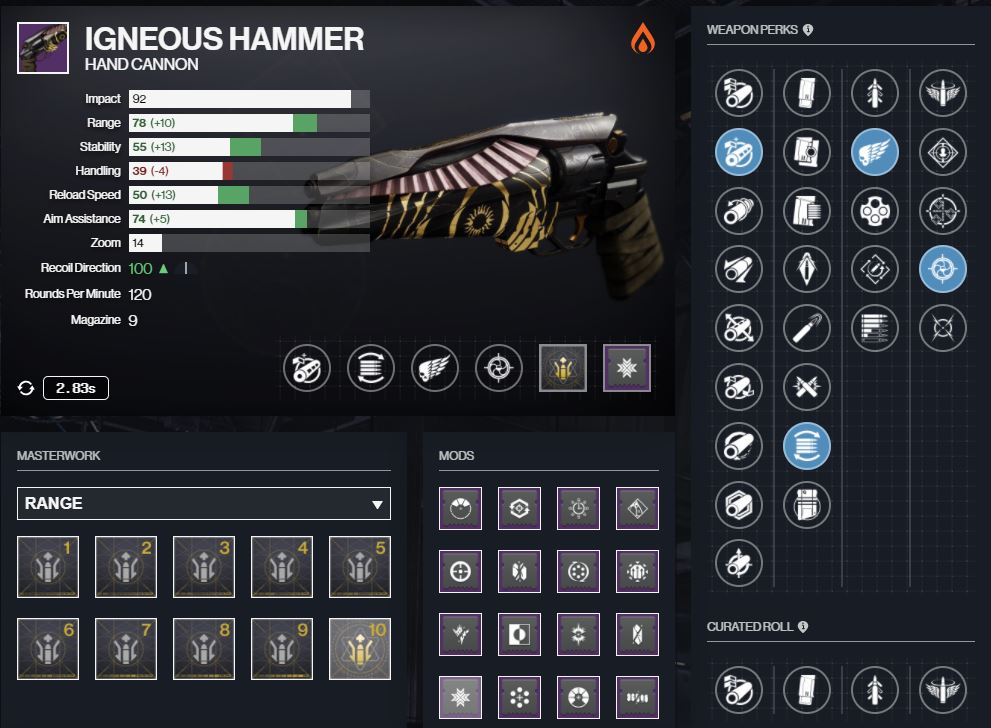 IGNEOUS HAMMER
HAND CANNON
Impact 92
Range 78 (+10)
Stability 55 (+13)
Handling 39 (-4)
Reload Speed 50 (+13)
Aim Assistance 74 (+5)
Zoom 14
Recoil Direction 100
Rounds Per Minute 120
Magazine 9
2.83s
MASTERWORK
RANGE
1 2 3 4 5
6 7 8 9 10
MODS
WEAPON PERKS
CURATED ROLL